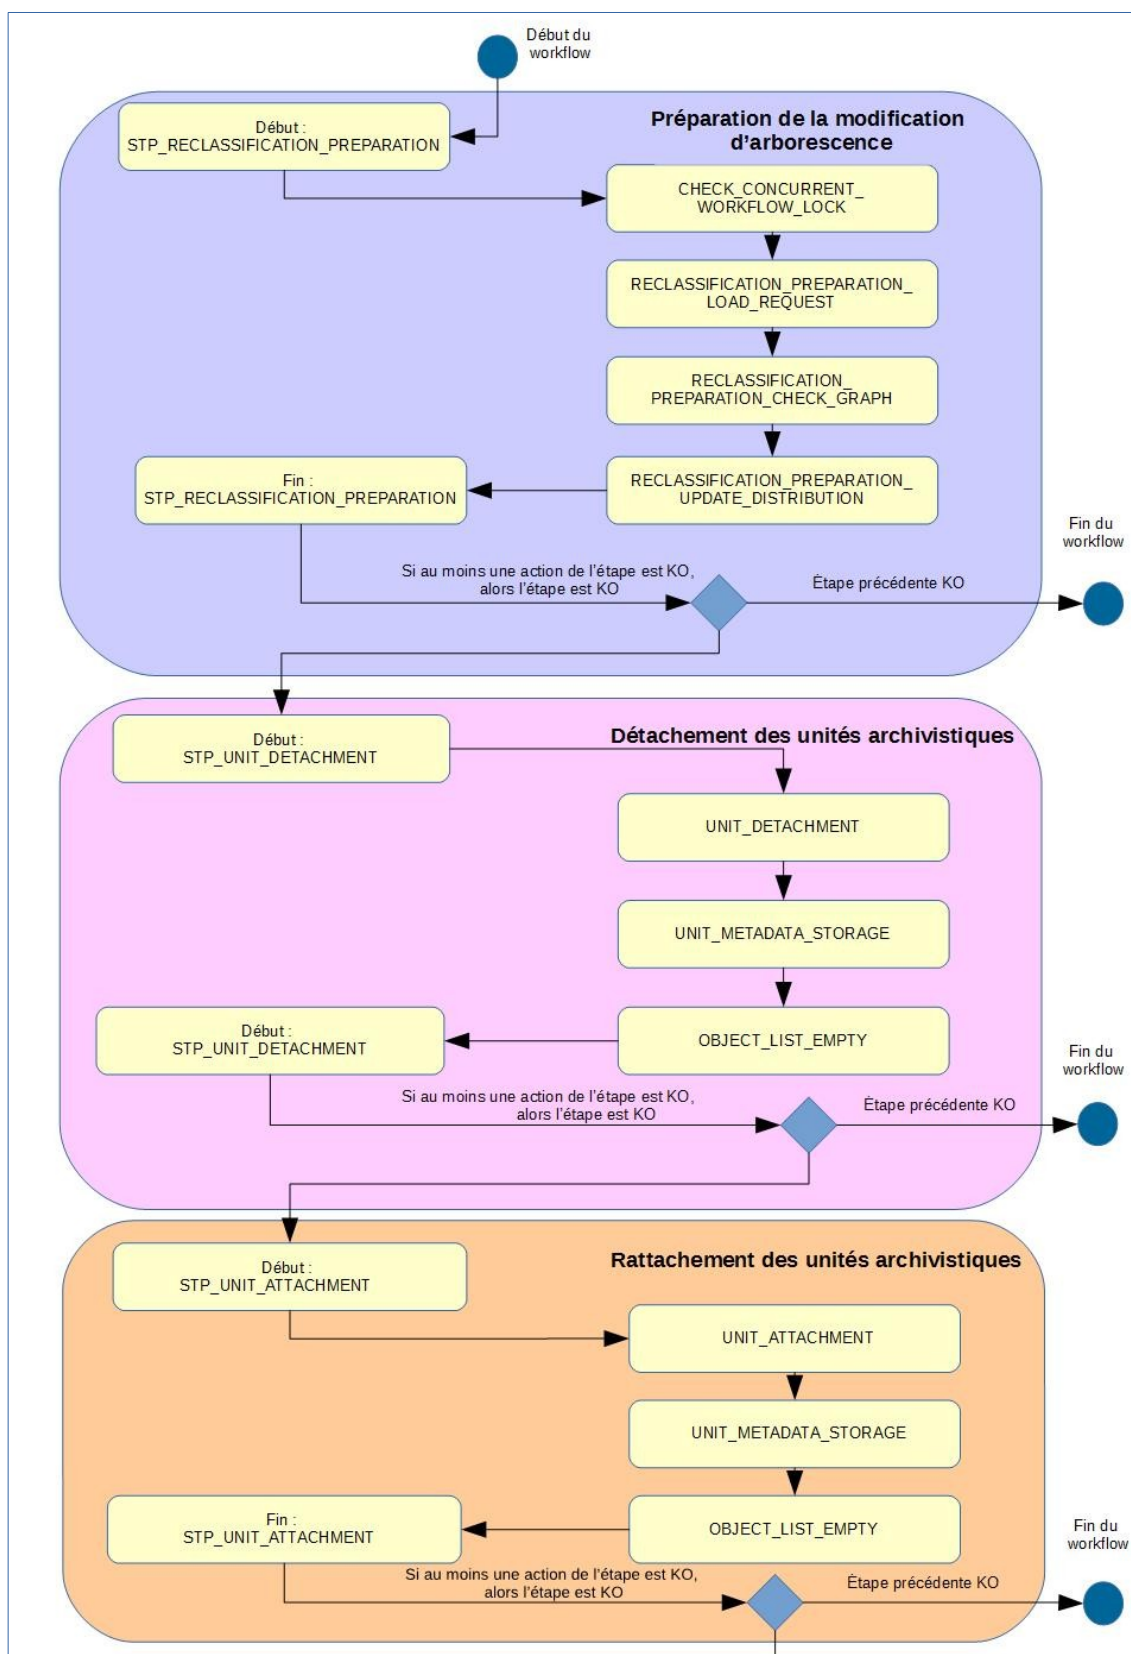 Début du
workflow
Préparation de la modification
d’arborescence
Début :
STP_RECLASSIFICATION_PREPARATION
CHECK_CONCURRENT_
WORKFLOW_LOCK
RECLASSIFICATION_PREPARATION_
LOAD_REQUEST
RECLASSIFICATION_
PREPARATION_CHECK_GRAPH
RECLASSIFICATION_PREPARATION_
UPDATE_DISTRIBUTION
Fin :
STP_RECLASSIFICATION_PREPARATION
Si au moins une action de l’étape est KO,
alors l’étape est KO
Étape précédente KO
Fin du
workflow
Détachement des unités archivistiques
Début :
STP_UNIT_DETACHMENT
UNIT_DETACHMENT
UNIT_METADATA_STORAGE
OBJECT_LIST_EMPTY
Début :
STP_UNIT_DETACHMENT
Si au moins une action de l’étape est KO,
alors l’étape est KO
Étape précédente KO
Fin du
workflow
Rattachement des unités archivistiques
Début :
STP_UNIT_ATTACHMENT
UNIT_ATTACHMENT
UNIT_METADATA_STORAGE
OBJECT_LIST_EMPTY
Fin :
STP_UNIT_ATTACHMENT
Si au moins une action de l’étape est KO,
alors l’étape est KO
Étape précédente KO
Fin du
workflow